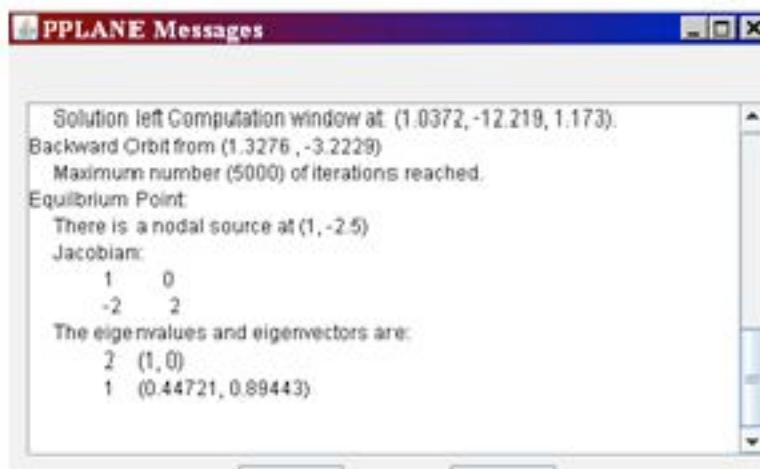 PPLANE Messages
Solution left Computation window at: (1.0372, -12.219, 1.173).
Backward Orbit from (1.3276 , -3.2229)
Maximum number (5000) of iterations reached.
Equilbrium Point:
There is a nodal source at (1, -2.5)
Jacobian:
1 0
-2 2
The eigenvalues and eigenvectors are:
2 (1, 0)
1 (0.44721, 0.89443)